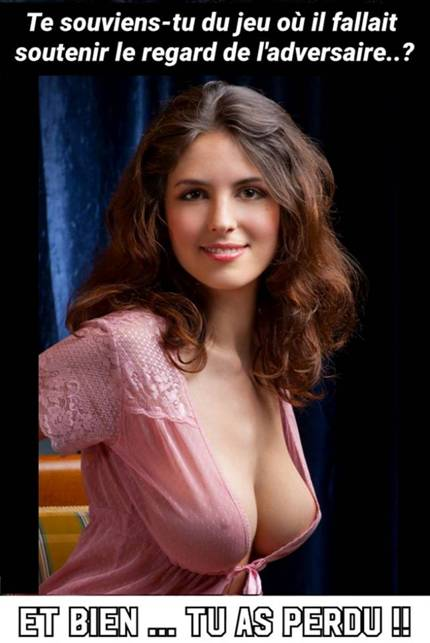 Te souviens-tu du jeu où il fallait
soutenir le regard de l'adversaire..?
ET BIEN ... TU AS PERDU !!